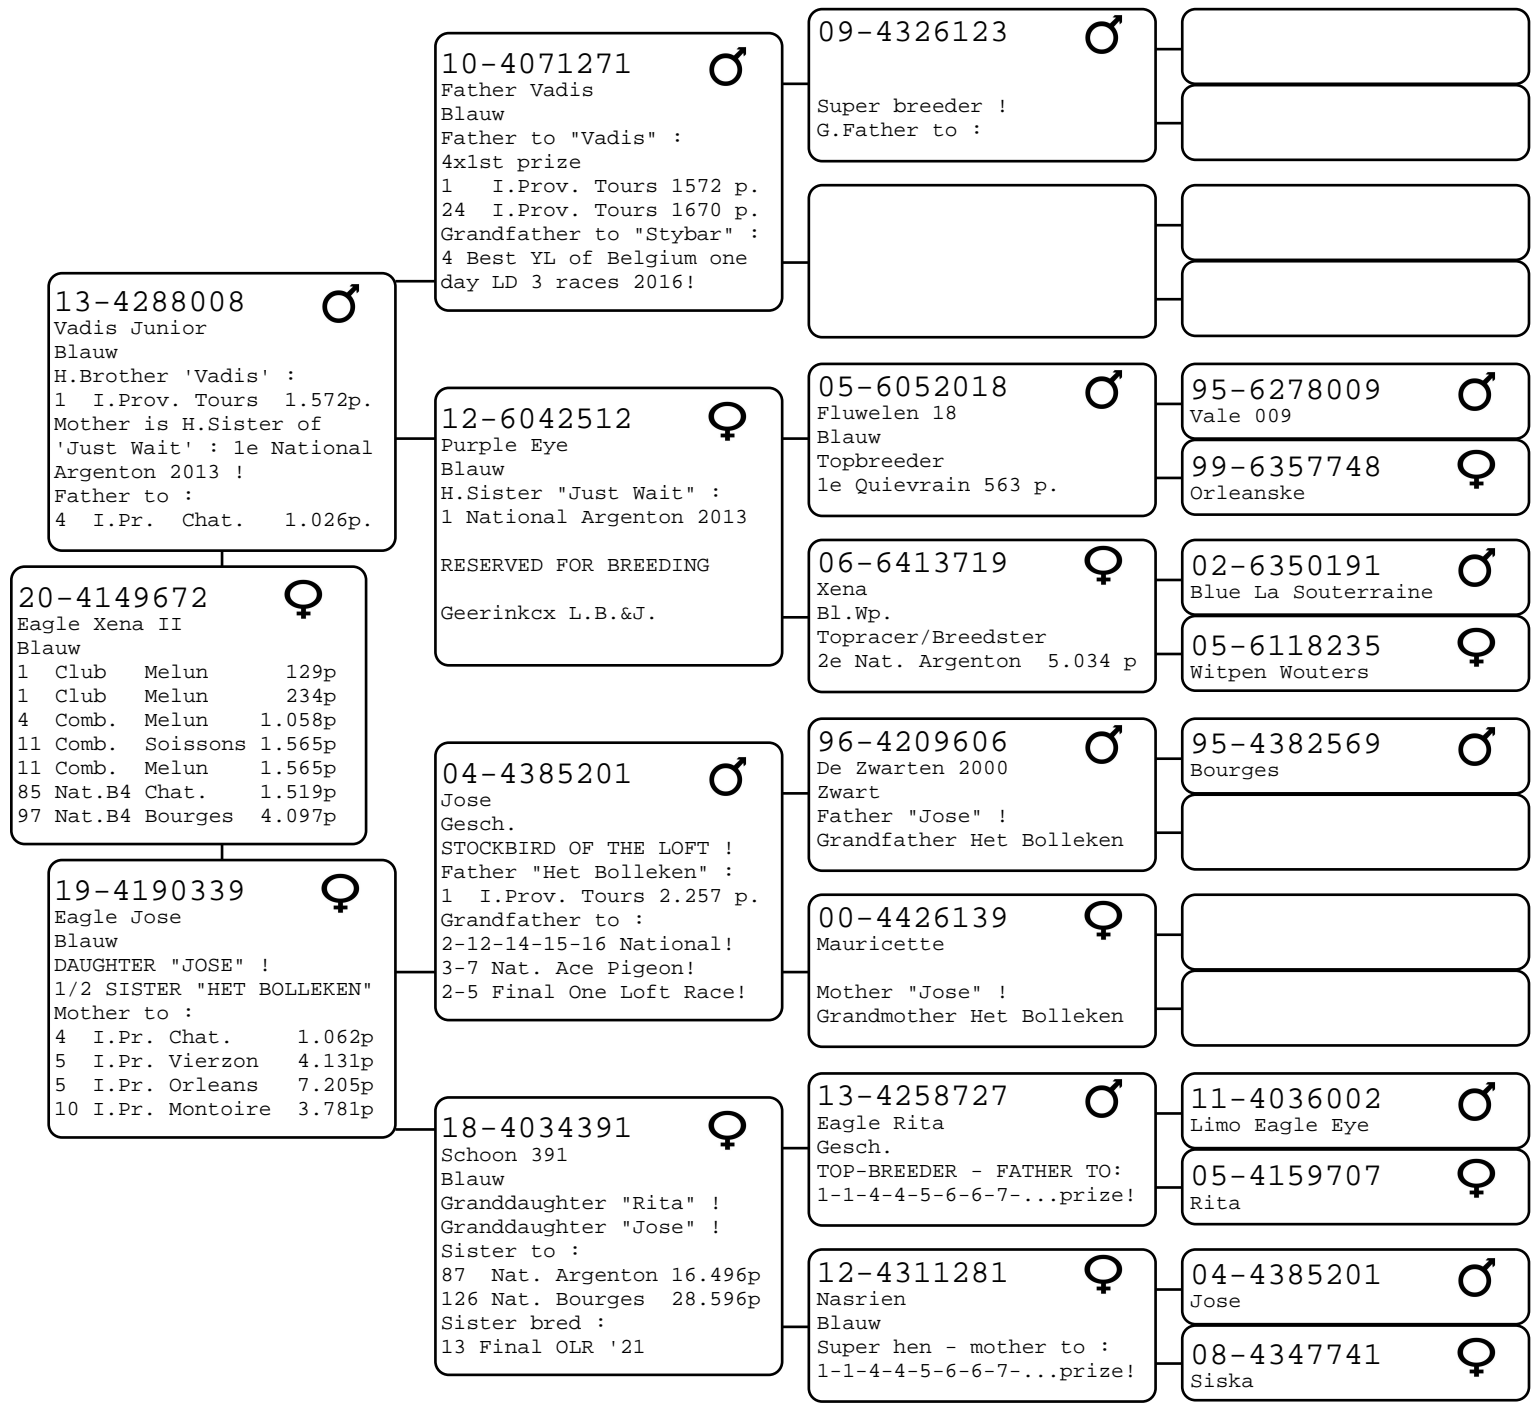 20-4149672
Eagle Xena II
Blauw
1 Club Melun 129p
1 Club Melun 234p
4 Comb. Melun 1.058p
11 Comb. Soissons 1.565p
11 Comb. Melun 1.565p
85 Nat.B4 Chat. 1.519p
97 Nat.B4 Bourges 4.097p
13-4288008
Vadis Junior
Blauw
H.Brother 'Vadis' :
1 I.Prov. Tours 1.572p.
Mother is H.Sister of
'Just Wait' : 1e National
Argenton 2013 !
Father to :
4 I.Pr. Chat. 1.026p.
19-4190339
Eagle Jose
Blauw
DAUGHTER "JOSE" !
1/2 SISTER "HET BOLLEKEN"
Mother to :
4 I.Pr. Chat. 1.062p
5 I.Pr. Vierzon 4.131p
5 I.Pr. Orleans 7.205p
10 I.Pr. Montoire 3.781p
10-4071271
Father Vadis
Blauw
Father to "Vadis" :
4x1st prize
1 I.Prov. Tours 1572 p.
24 I.Prov. Tours 1670 p.
Grandfather to "Stybar" :
4 Best YL of Belgium one
day LD 3 races 2016!
12-6042512
Purple Eye
Blauw
H.Sister "Just Wait" :
1 National Argenton 2013
RESERVED FOR BREEDING
Geerinkcx L.B.&J.
04-4385201
Jose
Gesch.
STOCKBIRD OF THE LOFT !
Father "Het Bolleken" :
1 I.Prov. Tours 2.257 p.
Grandfather to :
2-12-14-15-16 National!
3-7 Nat. Ace Pigeon!
2-5 Final One Loft Race!
18-4034391
Schoon 391
Blauw
Granddaughter "Rita" !
Granddaughter "Jose" !
Sister to :
87 Nat. Argenton 16.496p
126 Nat. Bourges 28.596p
Sister bred :
13 Final OLR '21
09-4326123
Super breeder !
G.Father to :
05-6052018
Fluwelen 18
Blauw
Topbreeder
1e Quievrain 563 p.
06-6413719
Xena
Bl.Wp.
Topracer/Breedster
2e Nat. Argenton 5.034 p
96-4209606
De Zwarten 2000
Zwart
Father "Jose" !
Grandfather Het Bolleken
00-4426139
Mauricette
Mother "Jose" !
Grandmother Het Bolleken
13-4258727
Eagle Rita
Gesch.
TOP-BREEDER - FATHER TO:
1-1-4-4-5-6-6-7-...prize!
12-4311281
Nasrien
Blauw
Super hen - mother to :
1-1-4-4-5-6-6-7-...prize!
95-6278009
Vale 009
99-6357748
Orleanske
02-6350191
Blue La Souterraine
05-6118235
Witpen Wouters
95-4382569
Bourges
11-4036002
Limo Eagle Eye
05-4159707
Rita
04-4385201
Jose
08-4347741
Siska